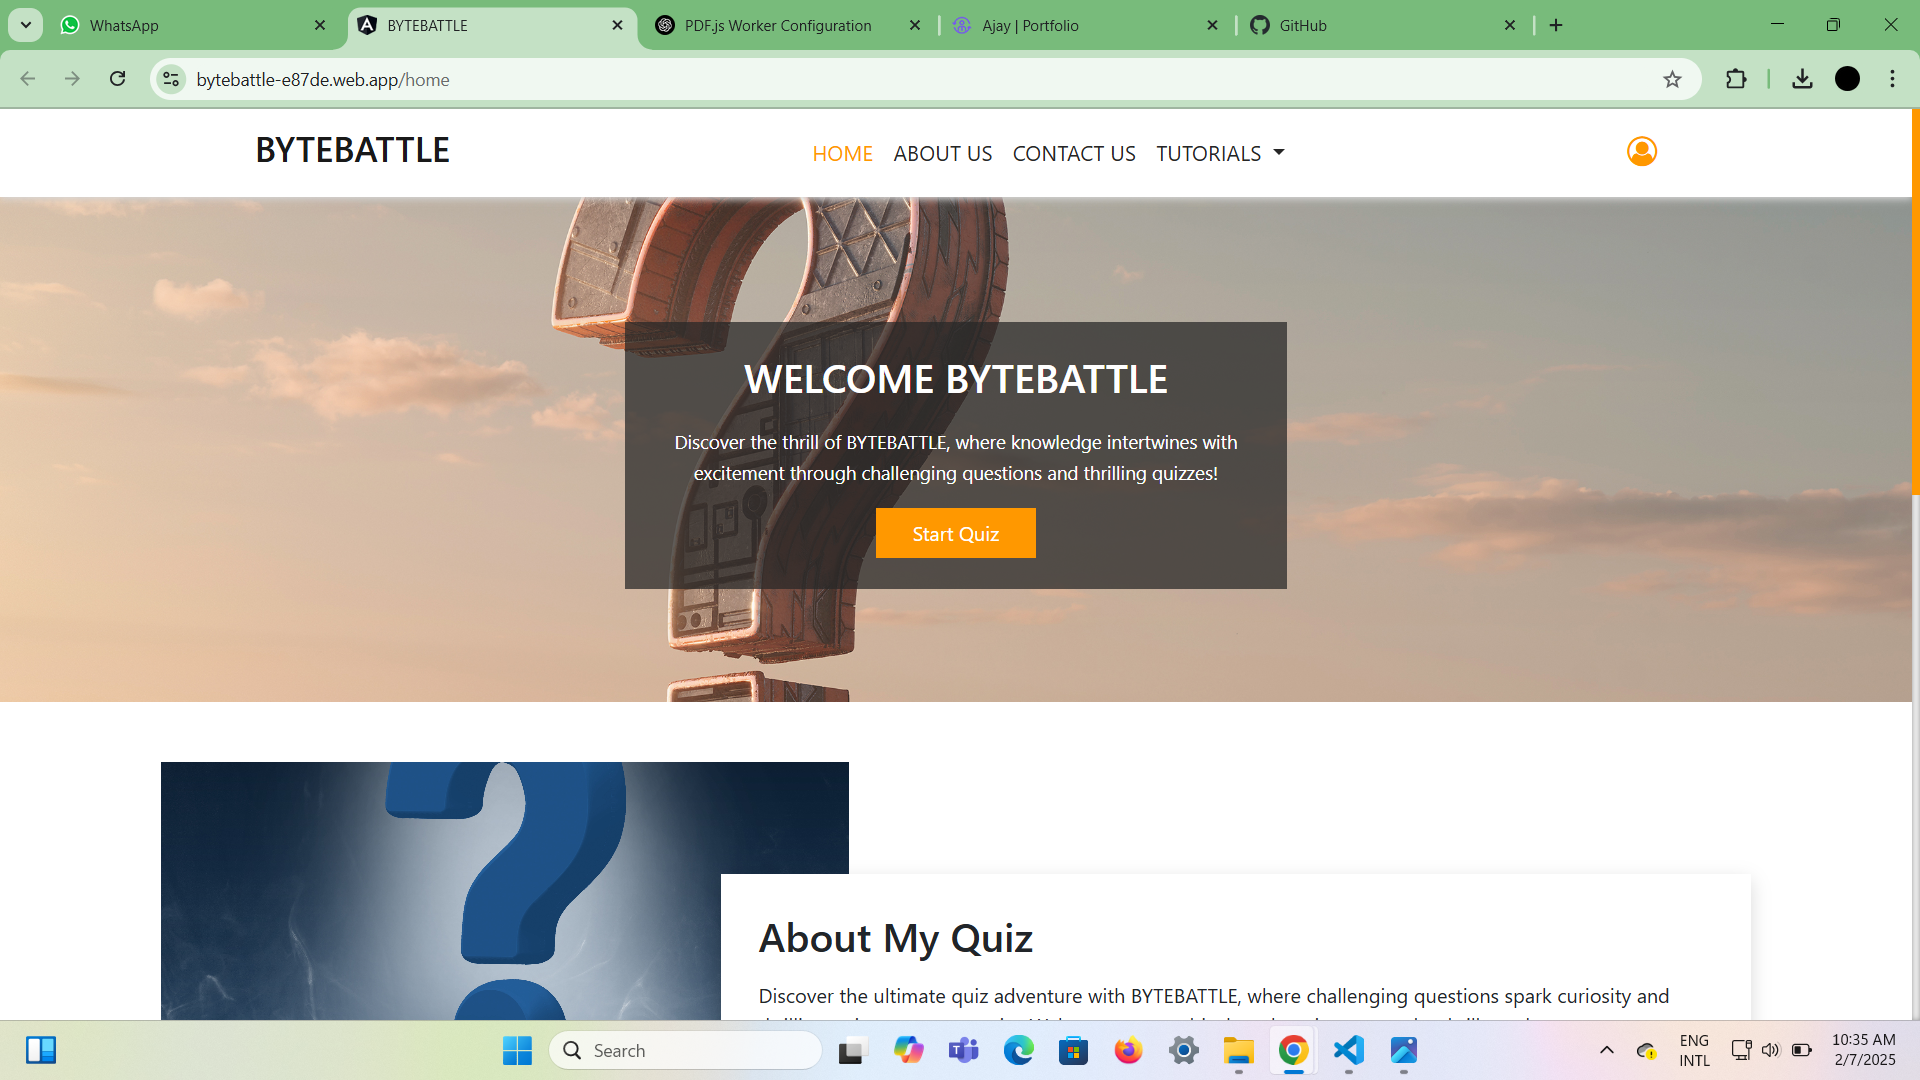 WhatsApp
BYTEBATTLE
PDF.js Worker Configuration
Ajay | Portfolio
GitHub
bytebattle-e87de.web.app/home
BYTEBATTLE
HOME
ABOUT US
CONTACT US
TUTORIALS
WELCOME BYTEBATTLE
Discover the thrill of BYTEBATTLE, where knowledge intertwines with
excitement through challenging questions and thrilling quizzes!
Start Quiz
About My Quiz
Discover the ultimate quiz adventure with BYTEBATTLE, where challenging questions spark curiosity and
Search
ENG
INTL
10:35 AM
2/7/2025